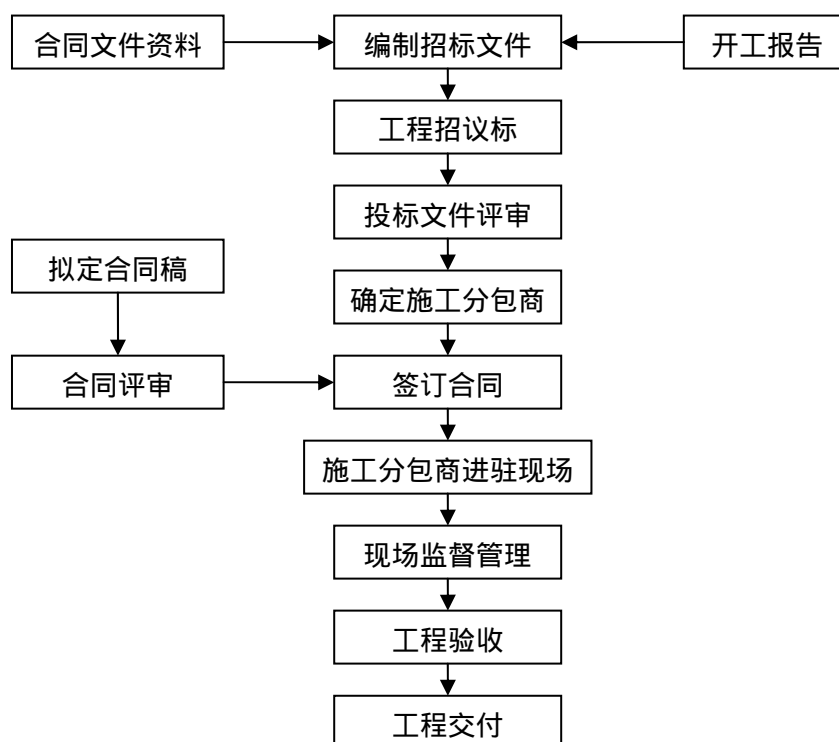 合同文件资料
编制招标文件
开工报告
工程招议标
投标文件评审
拟定合同稿
确定施工分包商
合同评审
签订合同
施工分包商进驻现场
现场监督管理
工程验收
工程交付